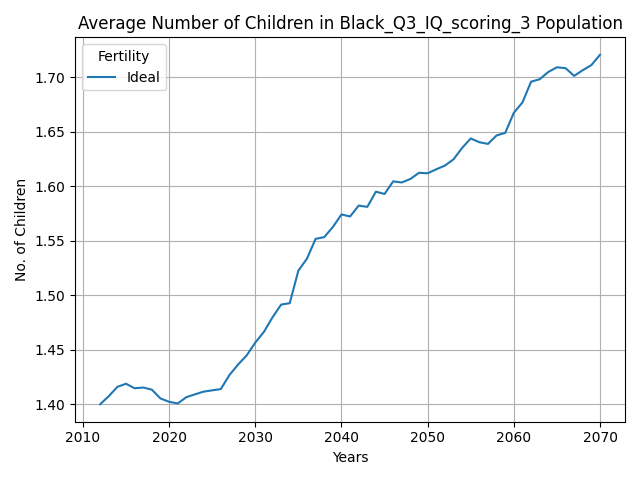 Average Number of Children in Black_Q3_IQ_scoring_3 Population
Fertility
Ideal
No. of Children
1.70
1.65
1.60
1.55
1.50
1.45
1.40
2010
2020
2030
2040
2050
2060
2070
Years